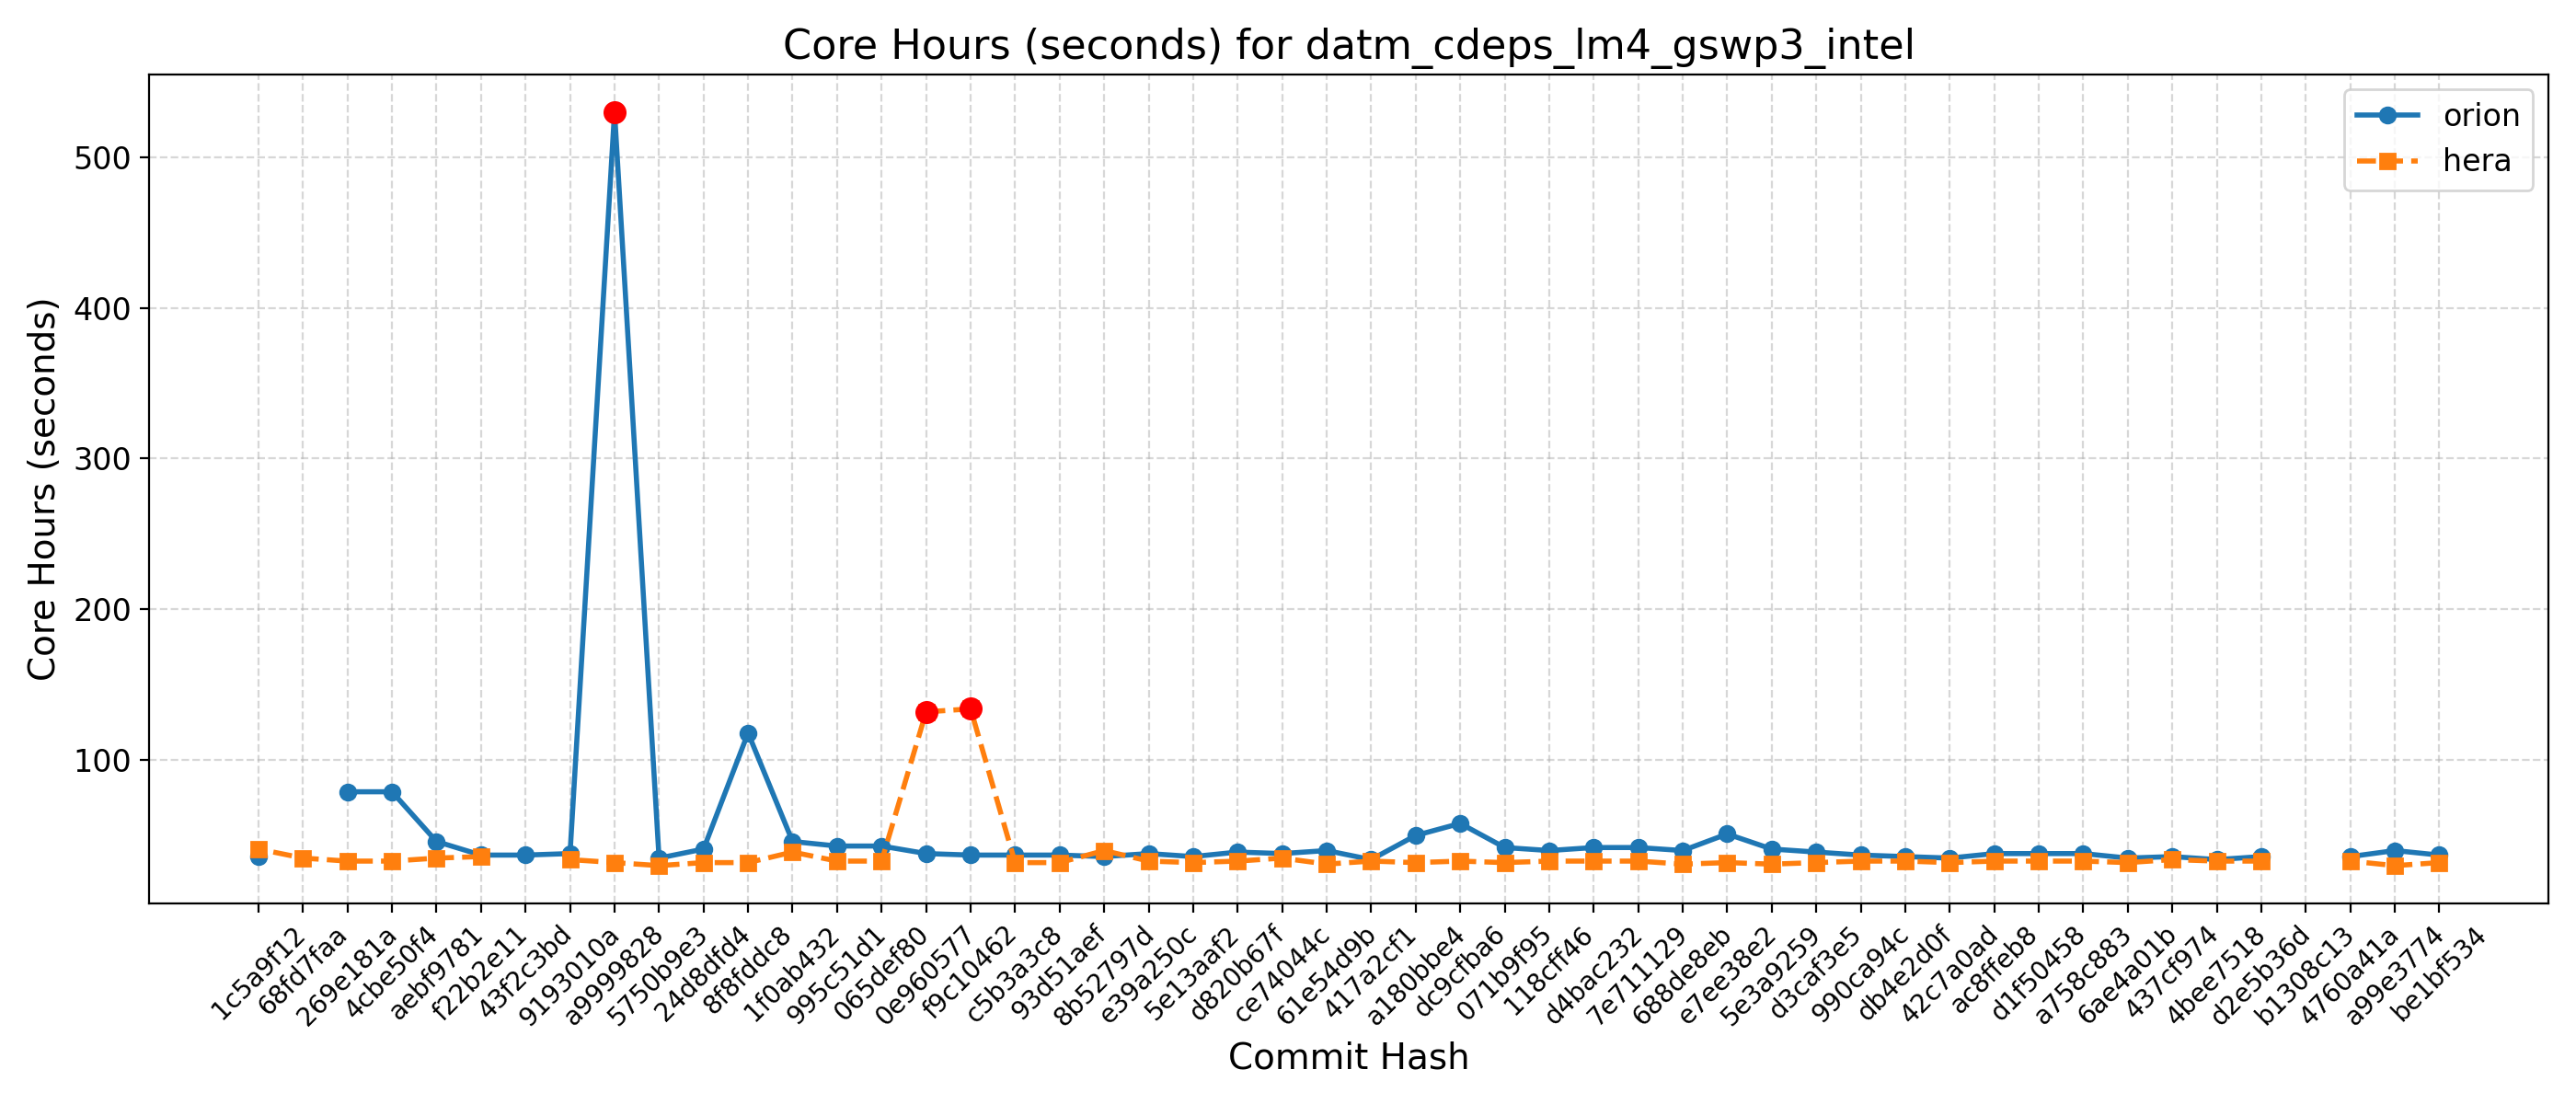 Core Hours (seconds) for datm_cdeps_lm4_gswp3_intel
orion
hera
Core Hours (seconds)
500
400
300
200
100
1c5a9f12
68fd7faa
269e181a
4cbe50f4
aebf9781
f22b2e11
43f2c3bd
9193010a
a9999828
5750b9e3
24d8dfd4
8f8fddc8
1f0ab432
995c51d1
065def80
0e960577
f9c10462
c5b3a3c8
93d51aef
8b52797d
e39a250c
5e13aaf2
d820b67f
ce74044c
61e54d9b
417a2cf1
a180bbe4
dc9cfba6
071b9f95
118cff46
d4bac232
7e711129
688de8eb
e7ee38e2
5e3a9259
d3caf3e5
990ca94c
db4e2d0f
42c7a0ad
ac8ffeb8
d1f50458
a758c883
6ae4a01b
437cf974
4bee7518
d2e5b36d
b1308c13
4760a41a
a99e3774
be1bf534
Commit Hash